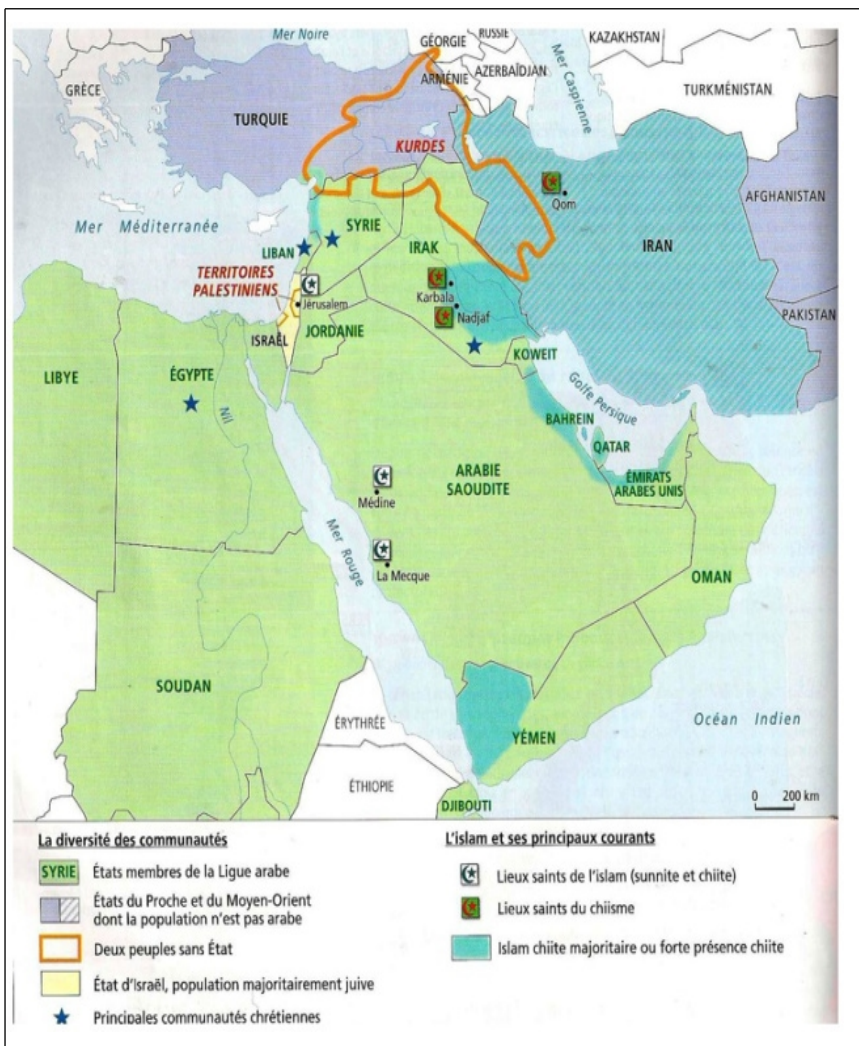 Mer Noire
GÉORGIE
RUSSIE
KAZAKHSTAN
GRÈCE
ARMÉNIE
AZERBAÏDJAN
Mer Caspienne
TURKMÉNISTAN
TURQUIE
KURDES
Qom
AFGHANISTAN
Mer Méditerranée
SYRIE
LIBAN
IRAK
IRAN
TERRITOIRES
PALESTINIENS
Jérusalem
Karbala
Nadjaf
PAKISTAN
ISRAËL
JORDANIE
KOWEIT
LIBYE
ÉGYPTE
Nil
Golfe Persique
BAHREIN
QATAR
ÉMIRATS
ARABES UNIS
ARABIE
SAOUDITE
Médine
Mer Rouge
La Mecque
OMAN
SOUDAN
ÉRYTHRÉE
YÉMEN
Océan Indien
ÉTHIOPIE
DJIBOUTI
0 200 km
La diversité des communautés
SYRIE États membres de la Ligue arabe
États du Proche et du Moyen-Orient
dont la population n'est pas arabe
Deux peuples sans État
État d'Israël, population majoritairement juive
Principales communautés chrétiennes
L'islam et ses principaux courants
Lieux saints de l'islam (sunnite et chiite)
Lieux saints du chiisme
Islam chiite majoritaire ou forte présence chiite